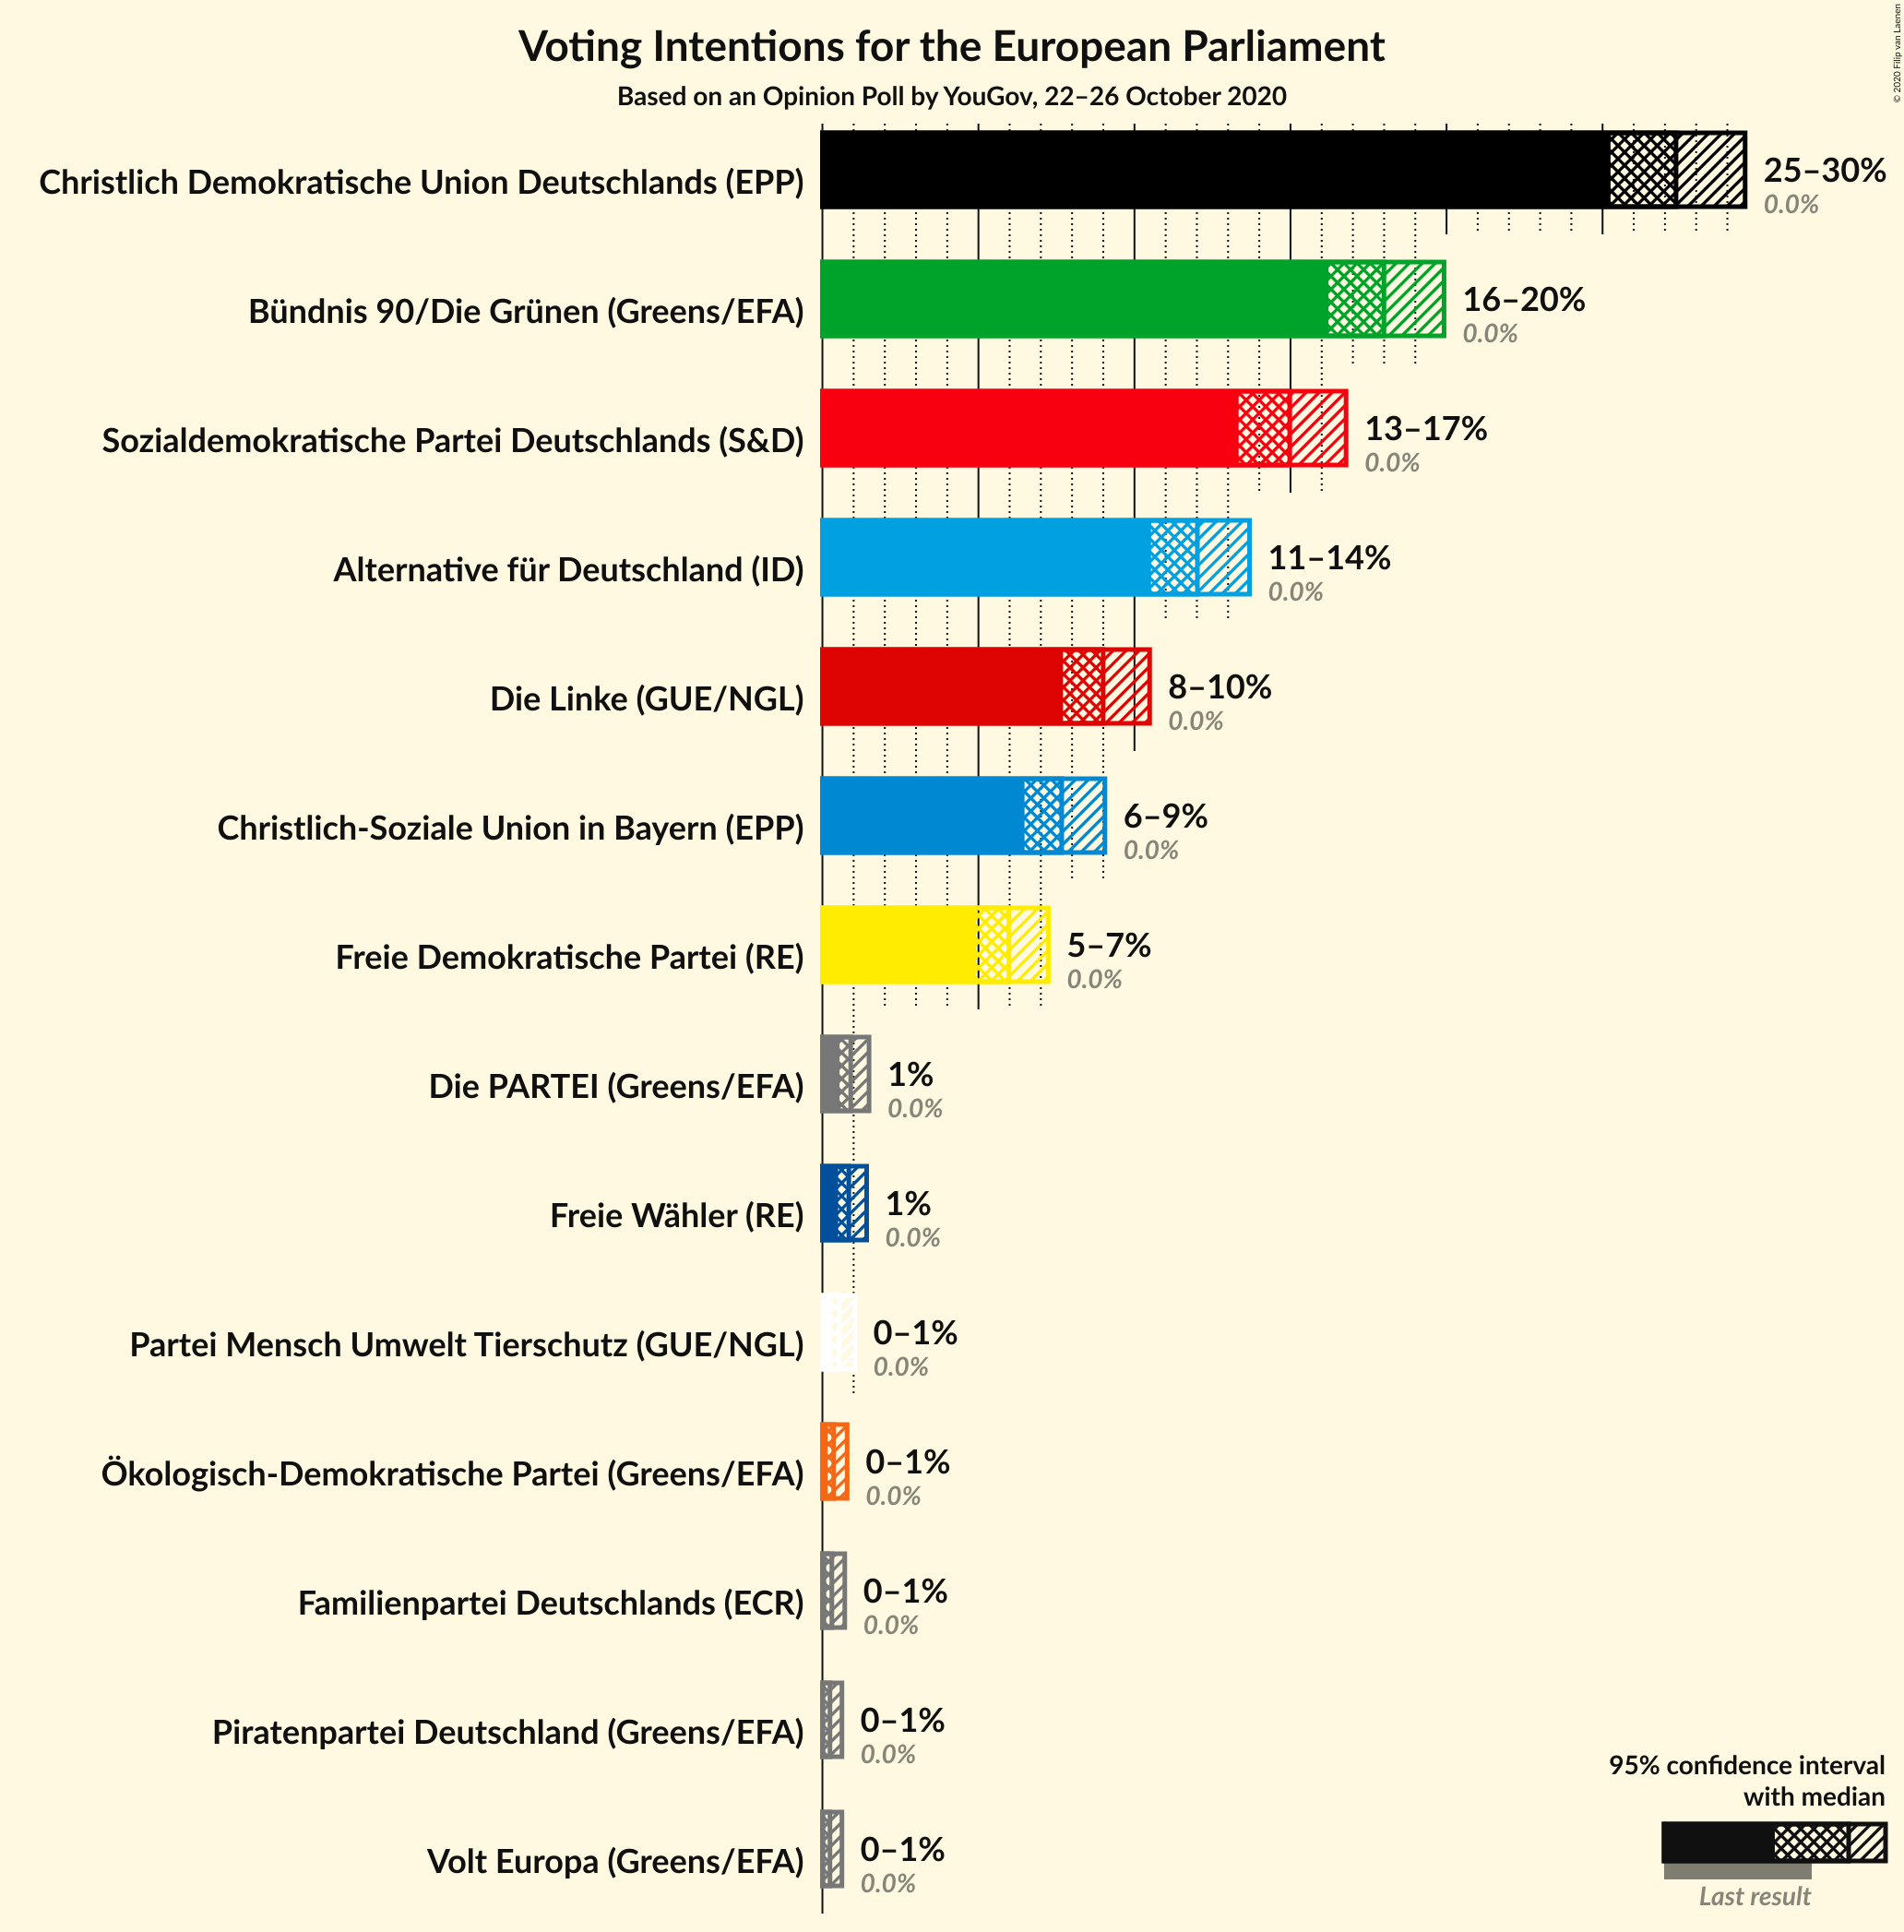 Voting Intentions for the European Parliament
Based on an Opinion Poll by YouGov, 22–26 October 2020
© 2020 Filip van Laenen
Christlich Demokratische Union Deutschlands (EPP)
25–30%
0.0%
Bündnis 90/Die Grünen (Greens/EFA)
16–20%
0.0%
Sozialdemokratische Partei Deutschlands (S&D)
13–17%
0.0%
Alternative für Deutschland (ID)
11–14%
0.0%
Die Linke (GUE/NGL)
8–10%
0.0%
Christlich-Soziale Union in Bayern (EPP)
6–9%
0.0%
Freie Demokratische Partei (RE)
5–7%
0.0%
Die PARTEI (Greens/EFA)
1%
0.0%
Freie Wähler (RE)
1%
0.0%
Partei Mensch Umwelt Tierschutz (GUE/NGL)
0–1%
0.0%
Ökologisch-Demokratische Partei (Greens/EFA)
0–1%
0.0%
Familienpartei Deutschlands (ECR)
0–1%
0.0%
Piratenpartei Deutschland (Greens/EFA)
0–1%
0.0%
Volt Europa (Greens/EFA)
0–1%
0.0%
95% confidence interval
with median
Last result